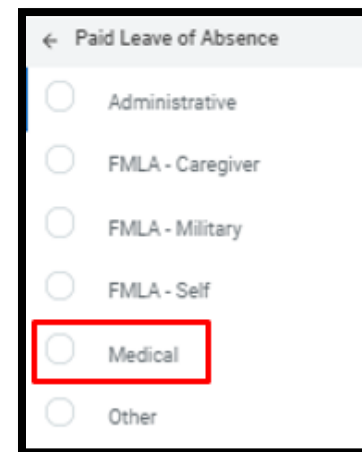 ← Paid Leave of Absence
Administrative
FMLA - Caregiver
FMLA - Military
FMLA - Self
Medical
Other